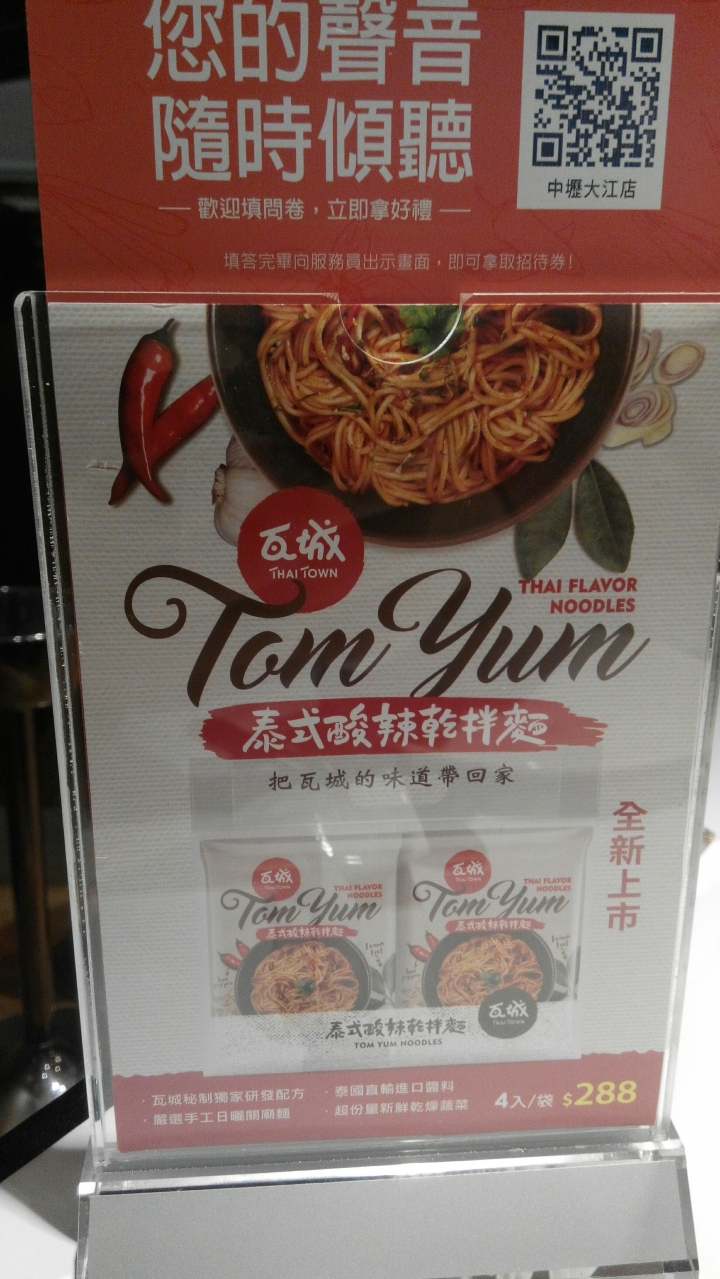 您的聲音
隨時傾聽
歡迎填問卷，立即拿好禮
填答完畢向服務員出示畫面，即可拿取招待券!
中壢大江店
瓦城
THAI TOWN
Tom Yum
THAI FLAVOR
NOODLES
泰式酸辣乾拌麵
把瓦城的味道帶回家
全新上市
瓦城
THAI TOWN
THAI FLAVOR
NOODLES
Tom Yum
泰式酸辣乾拌麵
瓦城
THAI TOWN
THAI FLAVOR
NOODLES
Tom Yum
泰式酸辣乾拌麵
泰式酸辣乾拌麵
TOM YUM NOODLES
瓦城
THAI TOWN
·瓦城秘制獨家研發配方
·嚴選手工日曬關廟麵
·泰國直輸進口醬料
·超份量新鮮乾燥蔬菜
4入/袋 $288